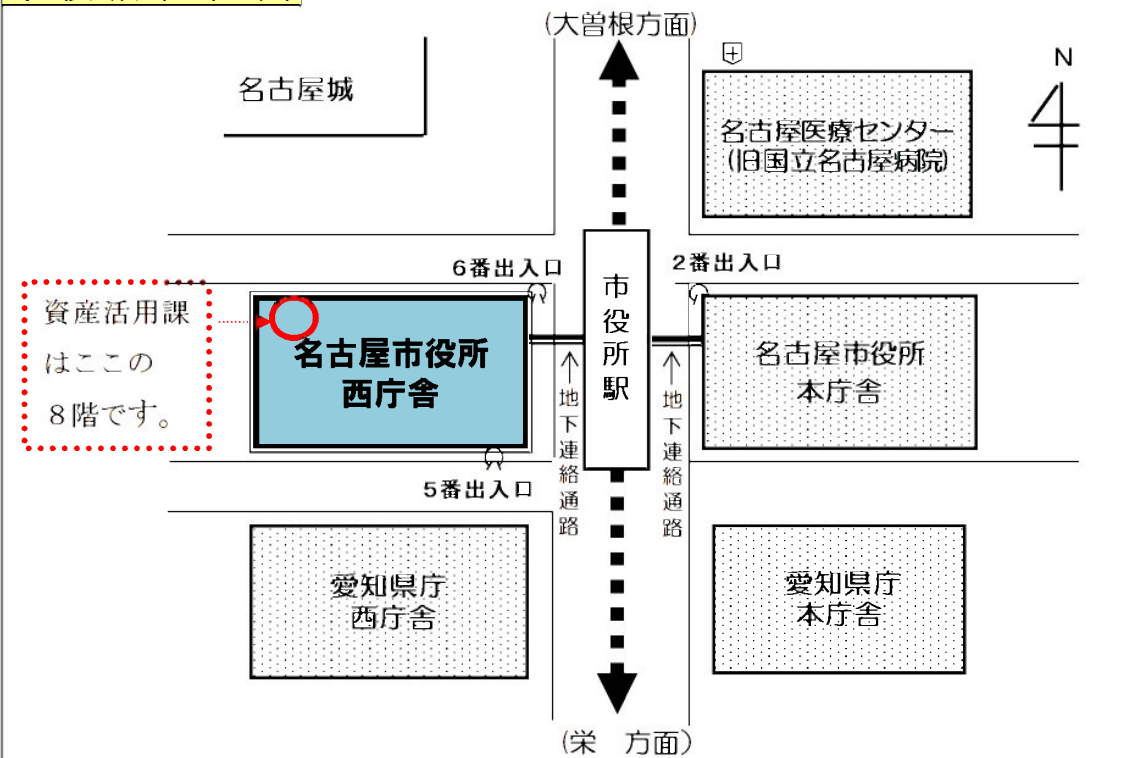 (大曽根方面)
名古屋城
N
名古屋医療センター
(旧国立名古屋病院)
6番出入口
2番出入口
市役所駅
資産活用課
はここの
8階です。
名古屋市役所
西庁舎
名古屋市役所
本庁舎
地下連絡通路
地下連絡通路
5番出入口
愛知県庁
西庁舎
愛知県庁
本庁舎
(栄 方面)